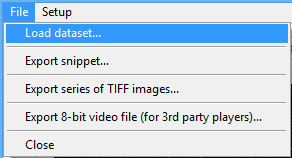 File Setup
Load dataset...
Export snippet...
Export series of TIFF images...
Export 8-bit video file (for 3rd party players)...
Close